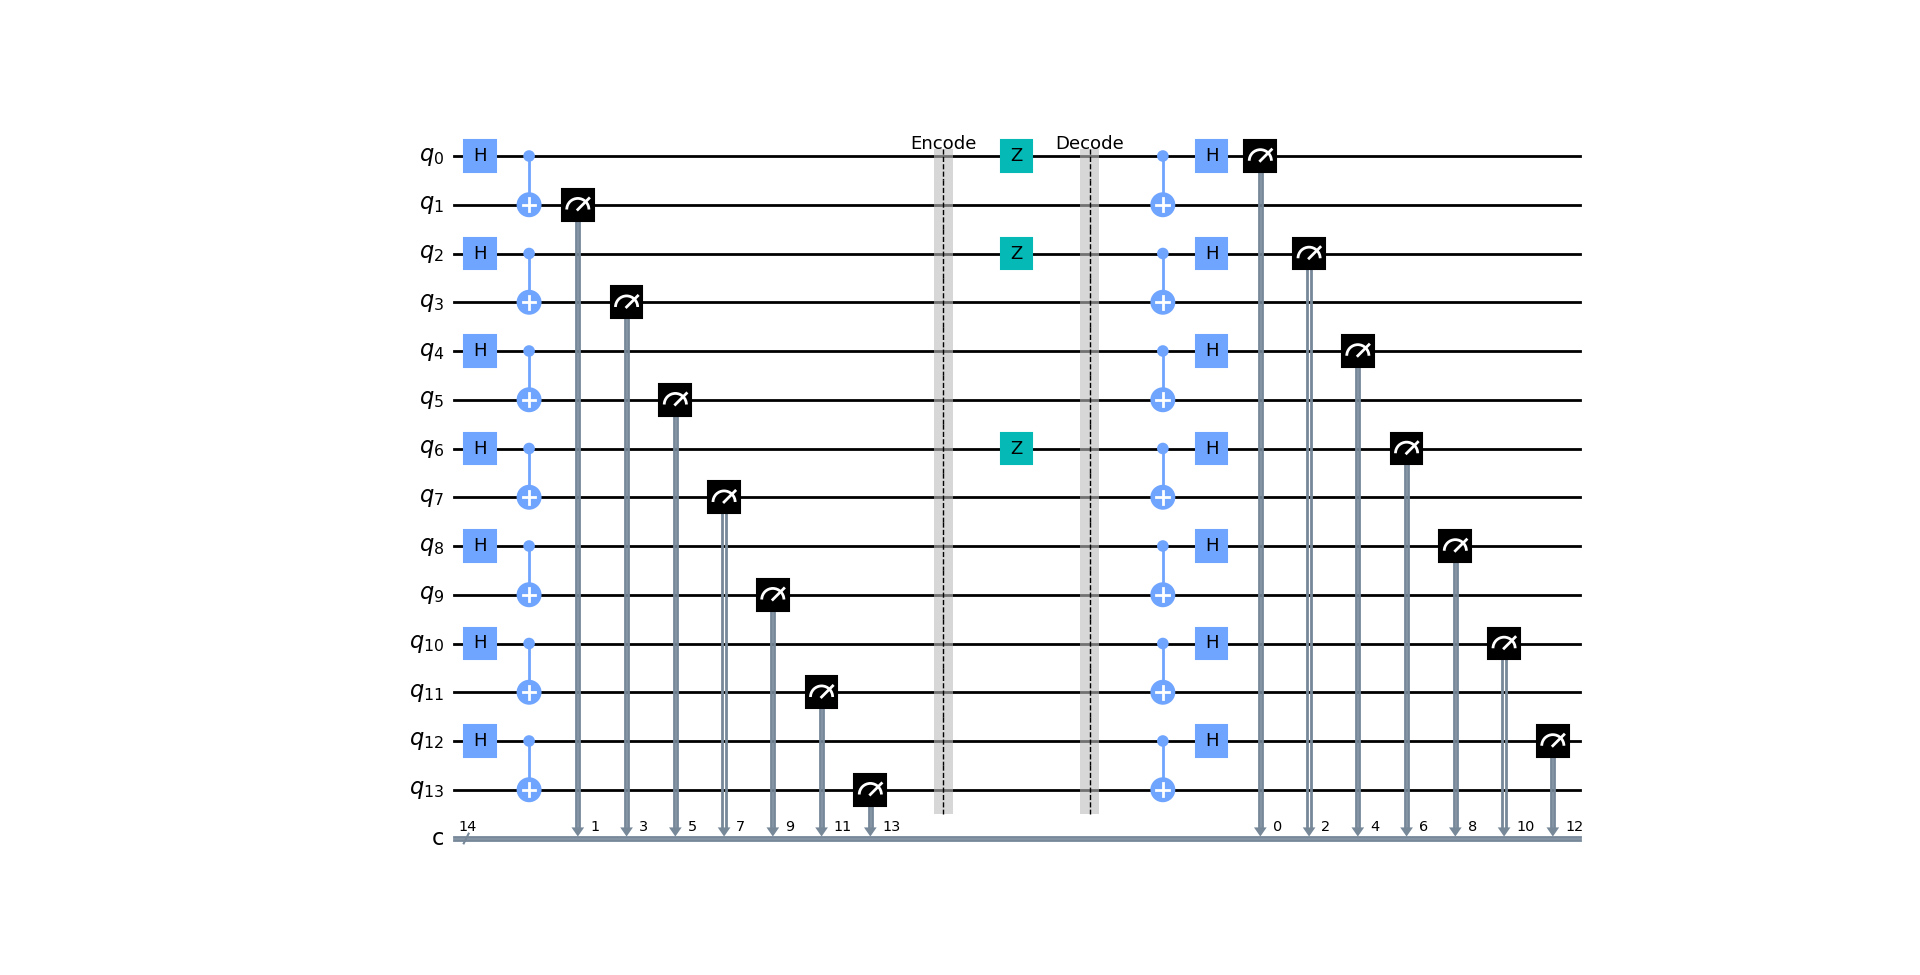 Encode Decode
q0 H Z H
q1
q2 H Z H
q3
q4 H H
q5
q6 H Z H
q7
q8 H H
q9
q10 H H
q11
q12 H H
q13
14 1 3 5 7 9 11 13 0 2 4 6 8 10 12
c